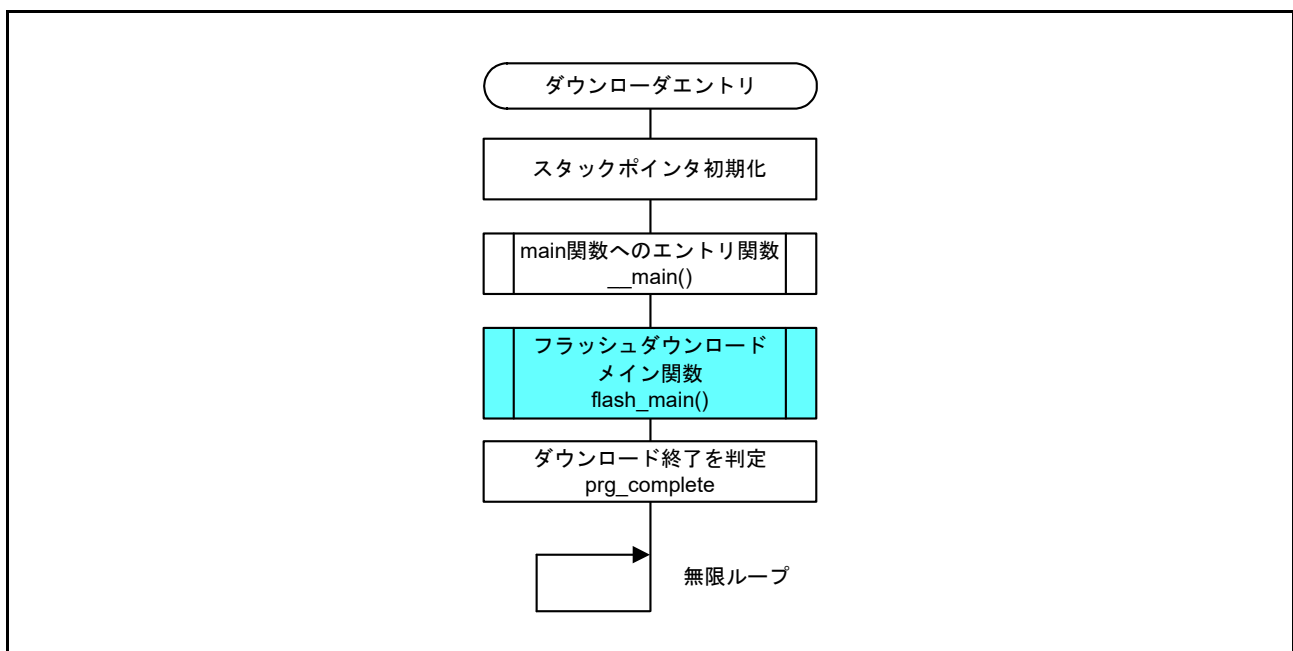 ダウンローダエントリ
スタックポインタ初期化
main関数へのエントリ関数
__main()
フラッシュダウンロード
メイン関数
flash_main()
ダウンロード終了を判定
prg_complete
無限ループ